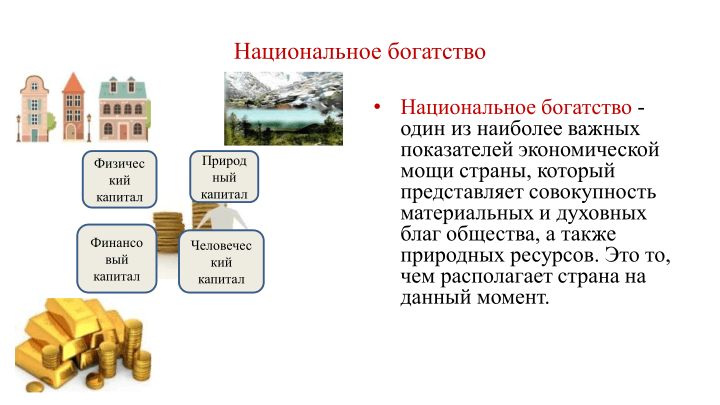 Национальное богатство
Физичес
кий
капитал
Природ
ный
капитал
Финансо
вый
капитал
Человечес
кий
капитал
• Национальное богатство -
один из наиболее важных
показателей экономической
мощи страны, который
представляет совокупность
материальных и духовных
благ общества, а также
природных ресурсов. Это то,
чем располагает страна на
данный момент.